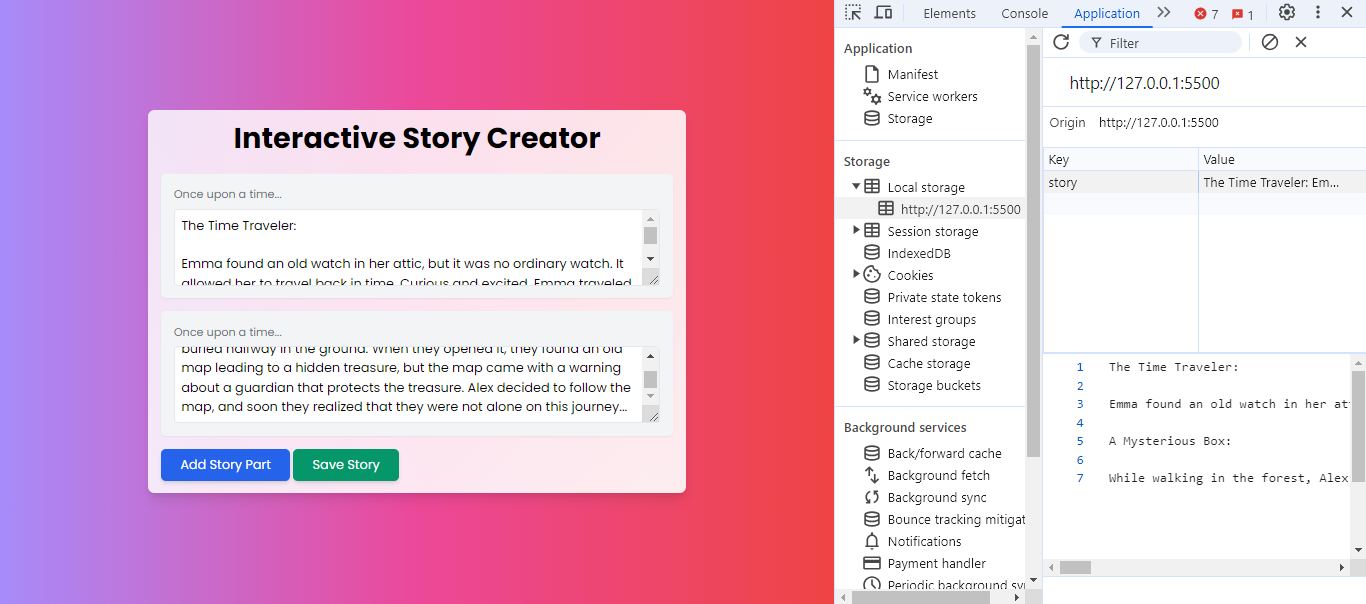 Interactive Story Creator
Once upon a time...
The Time Traveler:
Emma found an old watch in her attic, but it was no ordinary watch. It
allowed her to travel back in time. Curious and excited, Emma traveled
Once upon a time...
buried halfway in the ground. When they opened it, they found an old
map leading to a hidden treasure, but the map came with a warning
about a guardian that protects the treasure. Alex decided to follow the
map, and soon they realized that they were not alone on this journey...
Add Story Part
Save Story
Elements
Console
Application
7
1
Application
Manifest
Service workers
Storage
Storage
Local storage
http://127.0.0.1:5500
Session storage
IndexedDB
Cookies
Private state tokens
Interest groups
Shared storage
Cache storage
Storage buckets
Background services
Back/forward cache
Background fetch
Background sync
Bounce tracking mitigat
Notifications
Payment handler
Periodic background sy
Filter
http://127.0.0.1:5500
Origin http://127.0.0.1:5500
Key Value
story The Time Traveler: Em...
1 The Time Traveler:
2
3 Emma found an old watch in her at
4
5 A Mysterious Box:
6
7 While walking in the forest, Alex